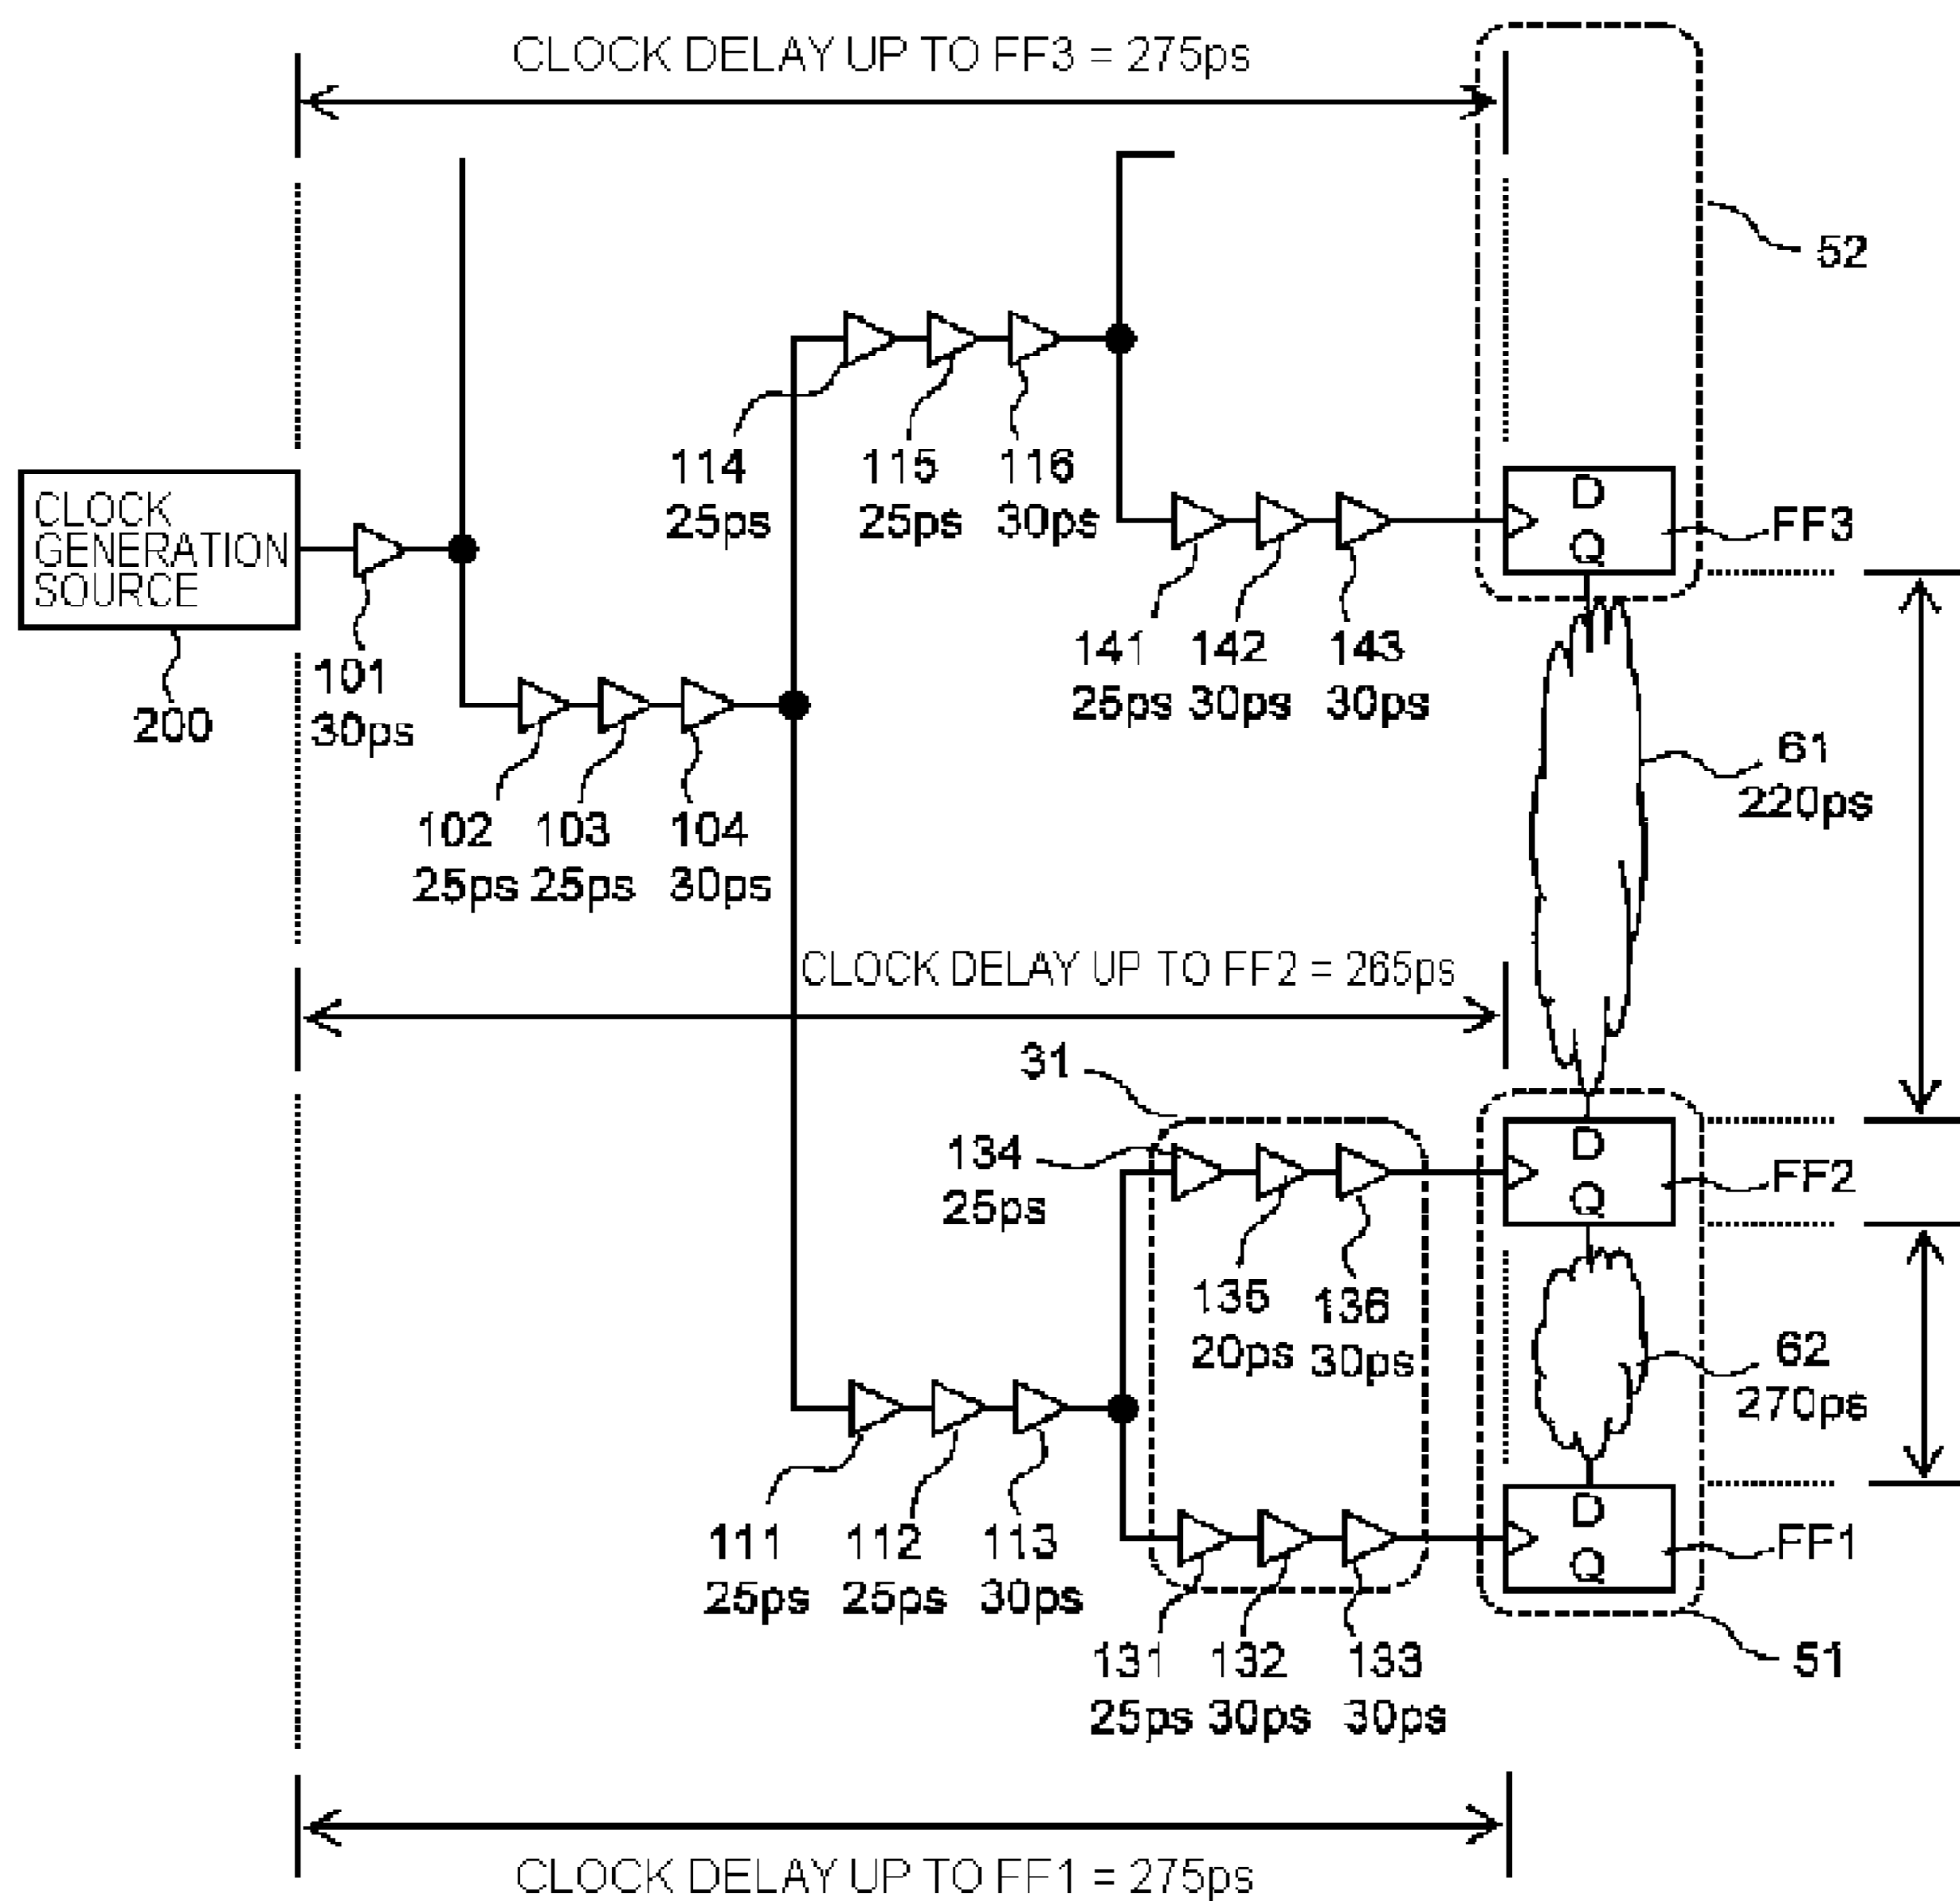 CLOCK DELAY UP TO FF3 = 275ps
52
114
25ps
115
25ps
116
30ps
CLOCK
GENERATION
SOURCE
200
101
30ps
D
Q
FF3
141
25ps
142
30ps
143
30ps
102
25ps
103
25ps
104
30ps
61
220ps
CLOCK DELAY UP TO FF2 = 265ps
31
134
25ps
D
Q
FF2
135
20ps
136
30ps
62
270ps
111
25ps
112
25ps
113
30ps
D
Q
FF1
131
25ps
132
30ps
133
30ps
51
CLOCK DELAY UP TO FF1 = 275ps